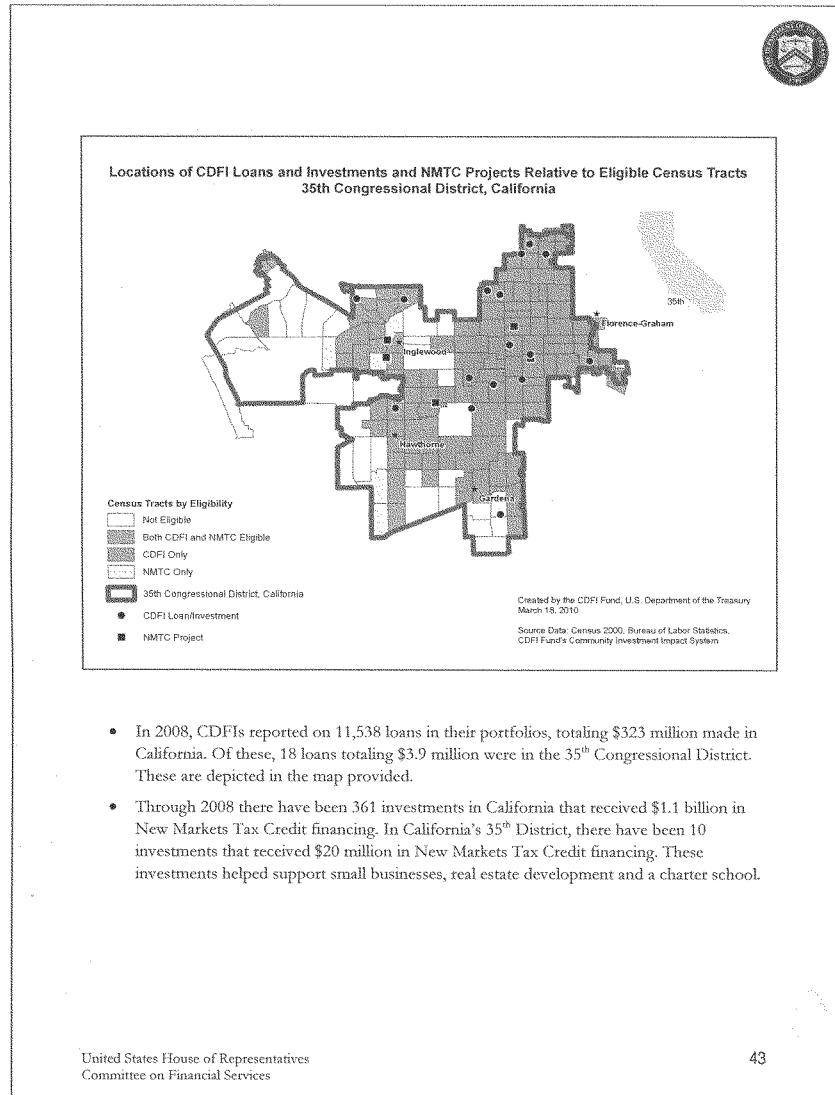 Locations of CDFI Loans and Investments and NMTC Projects Relative to Eligible Census Tracts
35th Congressional District, California
35th
Florence-Graham
Inglewood
Hawthorne
Gardena
Census Tracts by Eligibility
Not Eligible
Both CDFI and NMTC Eligible
CDFI Only
NMTC Only
35th Congressional District, California
CDFI Loan/Investment
NMTC Project
Created by the CDFI Fund, U.S. Department of the Treasury
March 18, 2010
Source Data: Census 2000, Bureau of Labor Statistics,
CDFI Fund's Community Investment Impact System
• In 2008, CDFIs reported on 11,538 loans in their portfolios, totaling $323 million made in
California. Of these, 18 loans totaling $3.9 million were in the 35th Congressional District.
These are depicted in the map provided.
• Through 2008 there have been 361 investments in California that received $1.1 billion in
New Markets Tax Credit financing. In California's 35th District, there have been 10
investments that received $20 million in New Markets Tax Credit financing. These
investments helped support small businesses, real estate development and a charter school.
United States House of Representatives
Committee on Financial Services
43